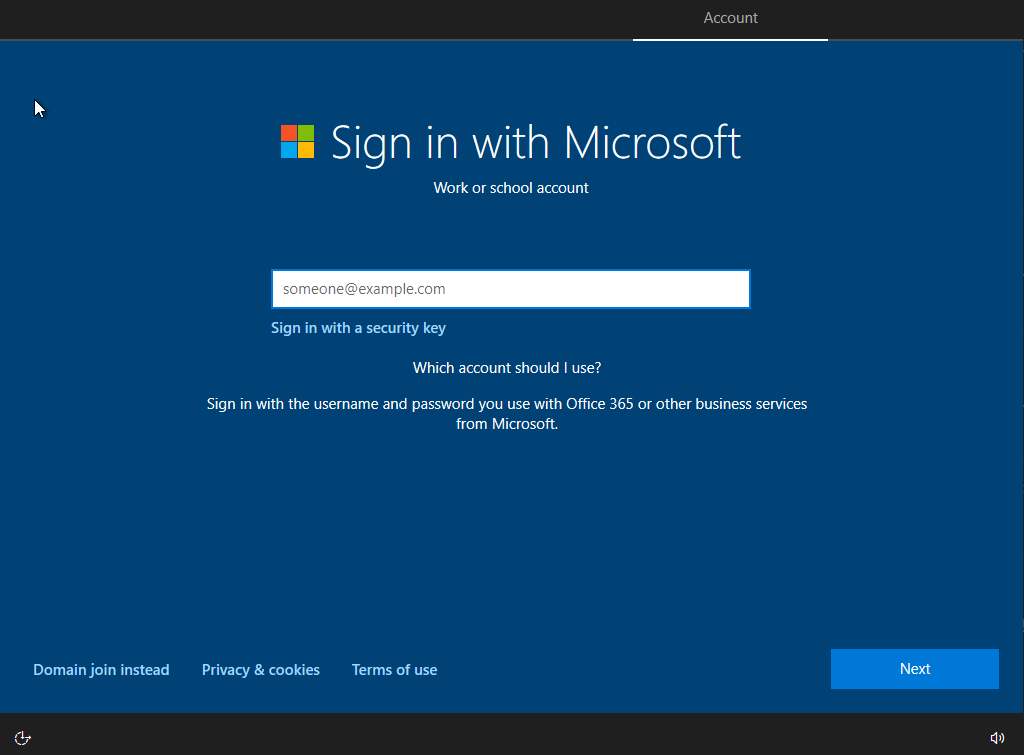 Account
Sign in with Microsoft
Work or school account
someone@example.com
Sign in with a security key
Which account should I use?
Sign in with the username and password you use with Office 365 or other business services
from Microsoft.
Domain join instead
Privacy & cookies
Terms of use
Next